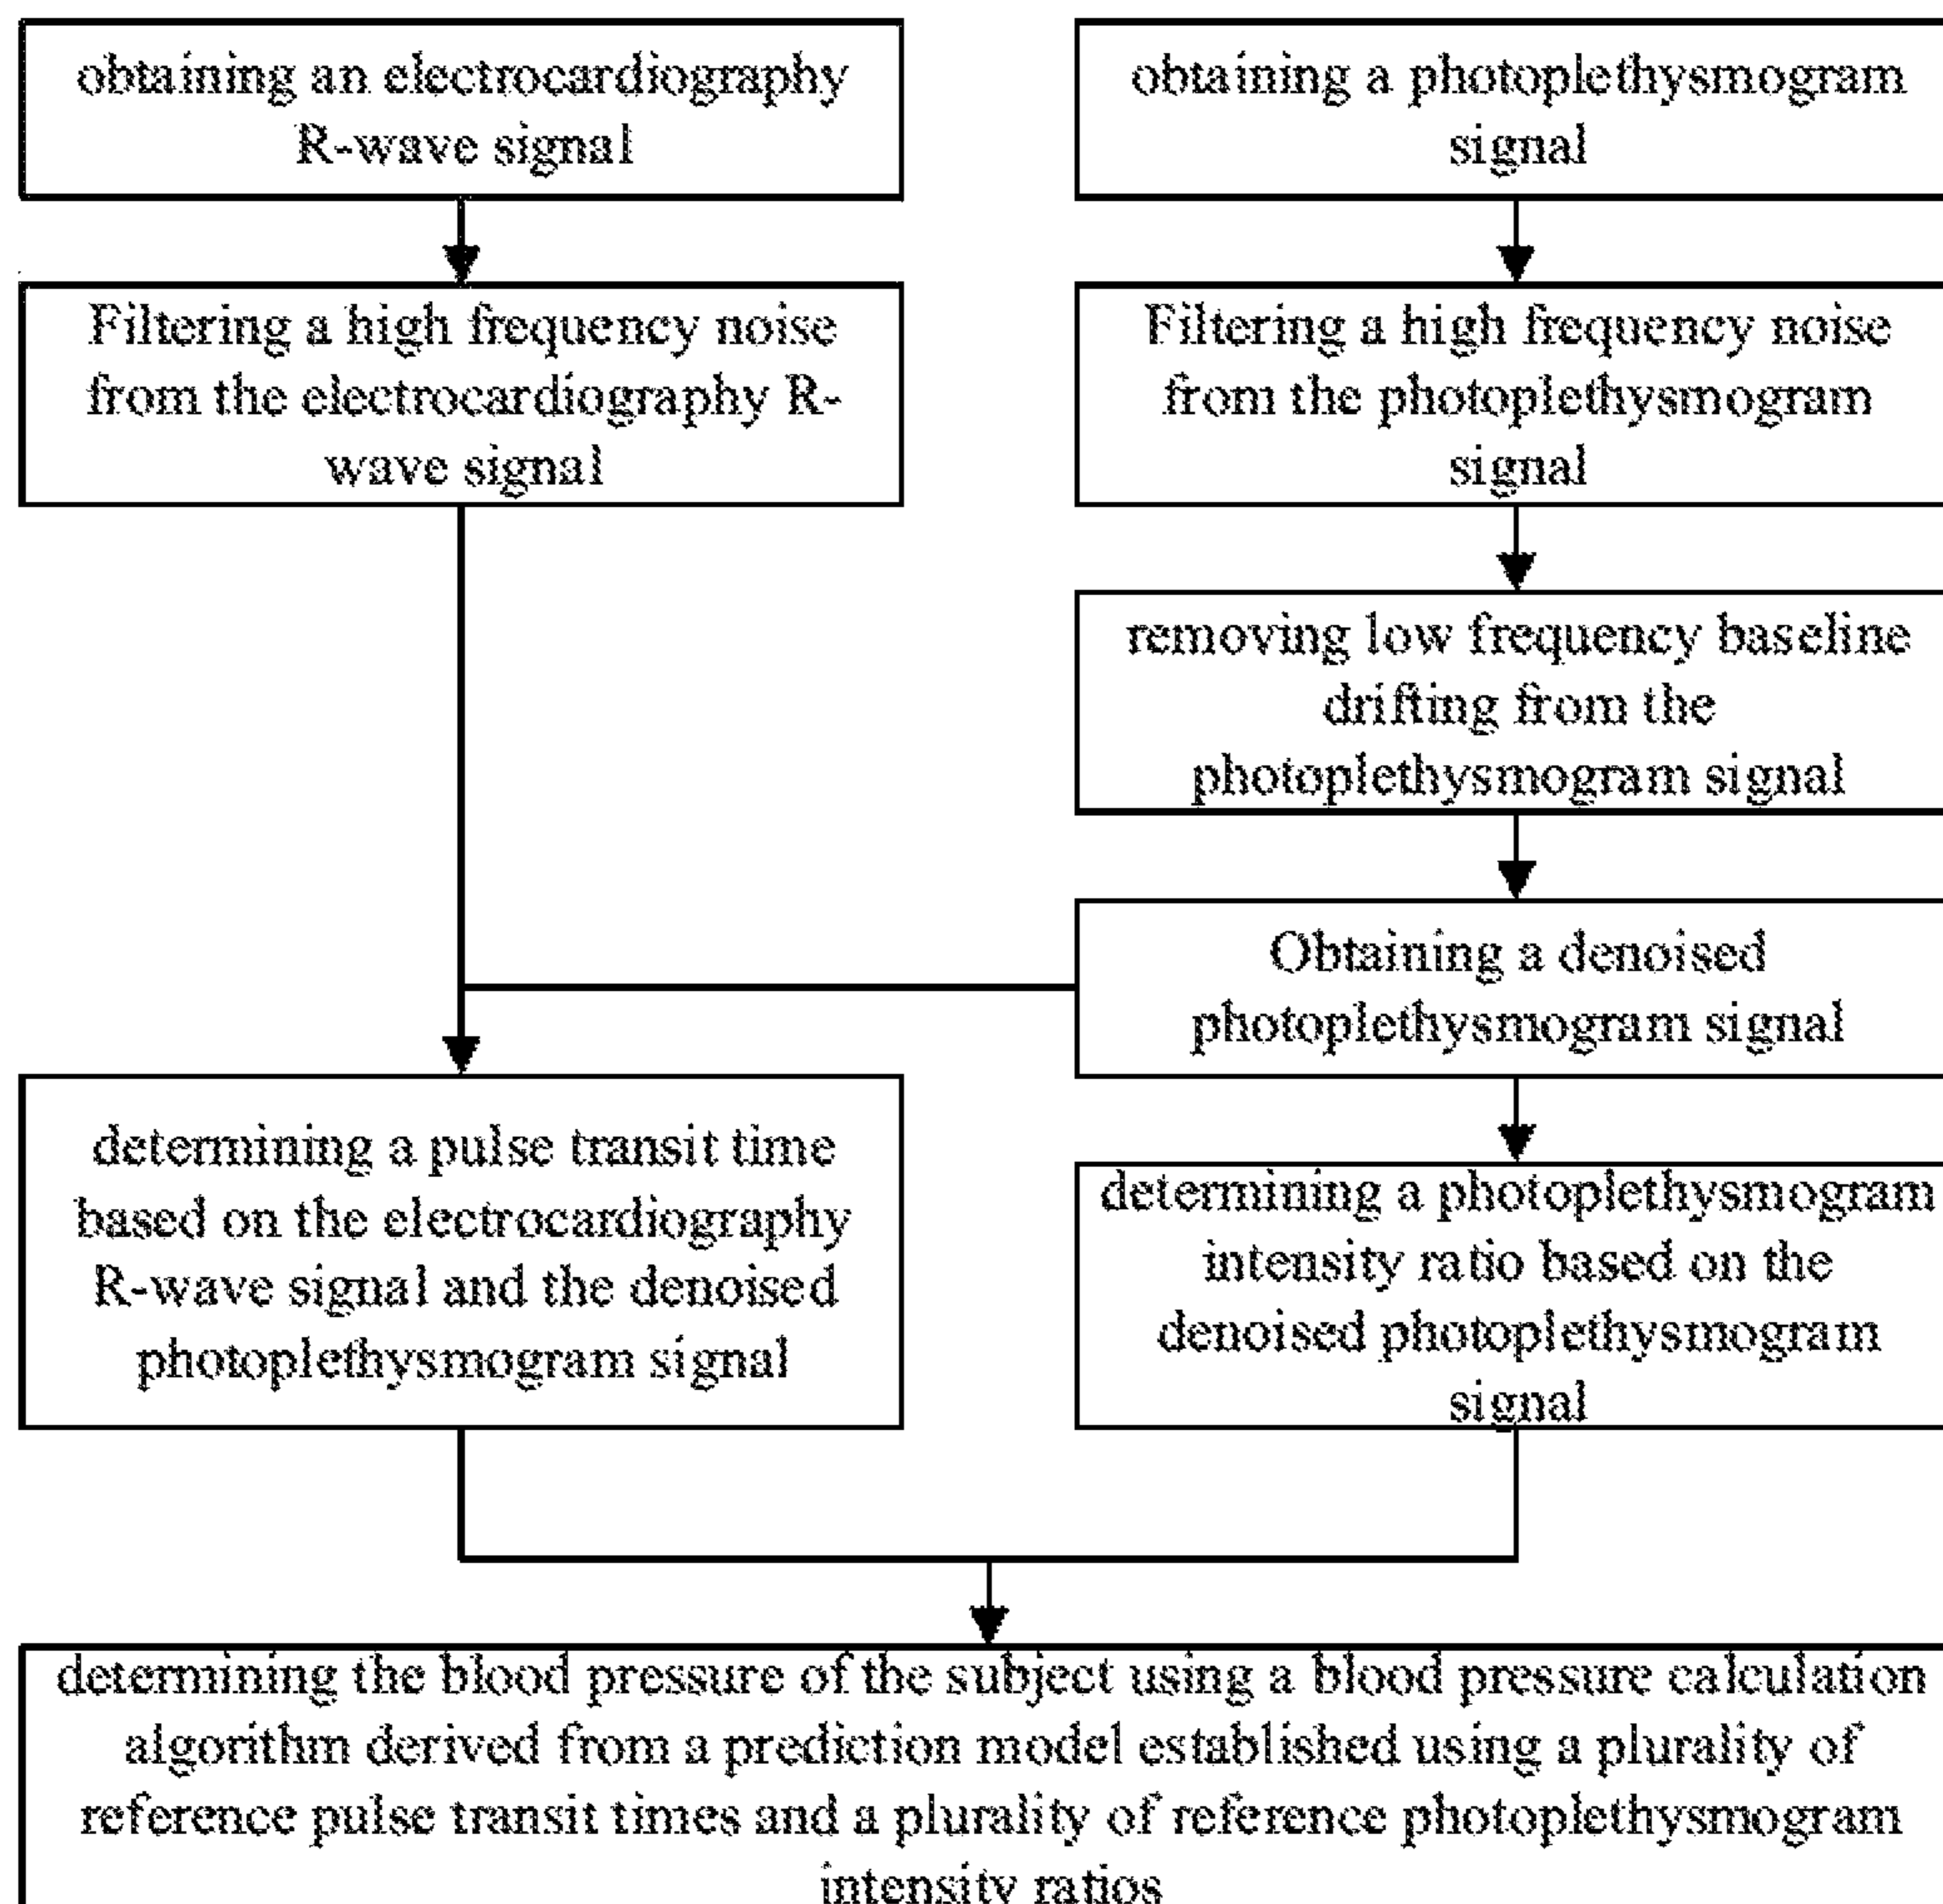 obtaining an electrocardiography
R-wave signal
obtaining a photoplethysmogram
signal
Filtering a high frequency noise
from the electrocardiography R-
wave signal
Filtering a high frequency noise
from the photoplethysmogram
signal
removing low frequency baseline
drifting from the
photoplethysmogram signal
Obtaining a denoised
photoplethysmogram signal
determining a pulse transit time
based on the electrocardiography
R-wave signal and the denoised
photoplethysmogram signal
determining a photoplethysmogram
intensity ratio based on the
denoised photoplethysmogram
signal
determining the blood pressure of the subject using a blood pressure calculation
algorithm derived from a prediction model established using a plurality of
reference pulse transit times and a plurality of reference photoplethysmogram
intensity ratios